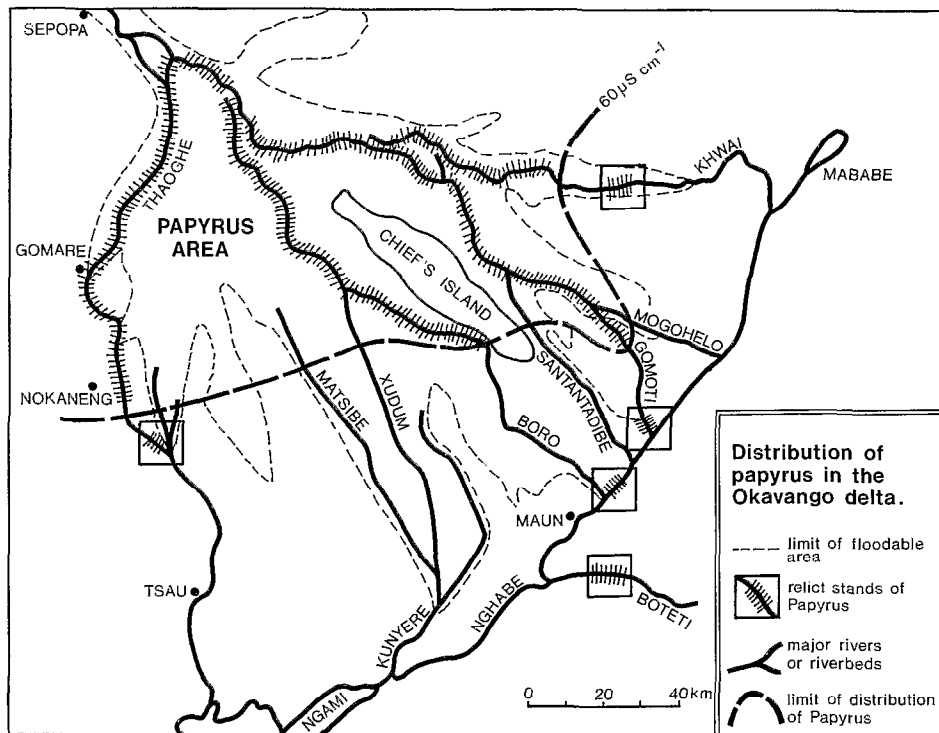 SEPOPA
60µS cm⁻¹
KHWAI
MABABE
THAOGHE
PAPYRUS
AREA
GOMARE
CHIEF'S ISLAND
MOGOHELO
GOMOTI
SANTANTADIBE
NOKANENG
MATSIBE
XUDUM
BORO
MAUN
TSAU
KUNYERE
NGHABE
BOTETI
NGAMI
0 20 40 km
Distribution of
papyrus in the
Okavango delta.
limit of floodable
area
relict stands of
Papyrus
major rivers
or riverbeds
limit of distribution
of Papyrus